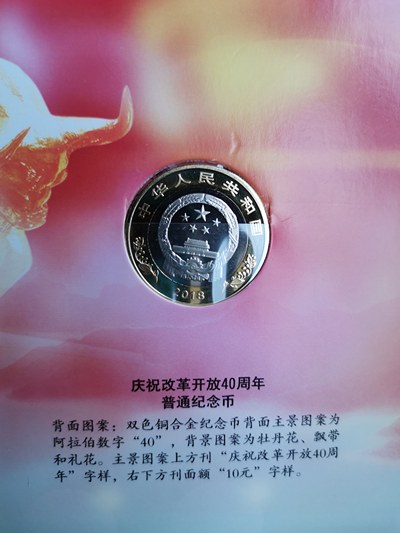 中华人民共和国
2018
庆祝改革开放40周年
普通纪念币
背面图案：双色铜合金纪念币背面主景图案为
阿拉伯数字“40”，背景图案为牡丹花、飘带
和礼花。主景图案上方刊“庆祝改革开放40周
年”字样，右下方刊面额“10元”字样。